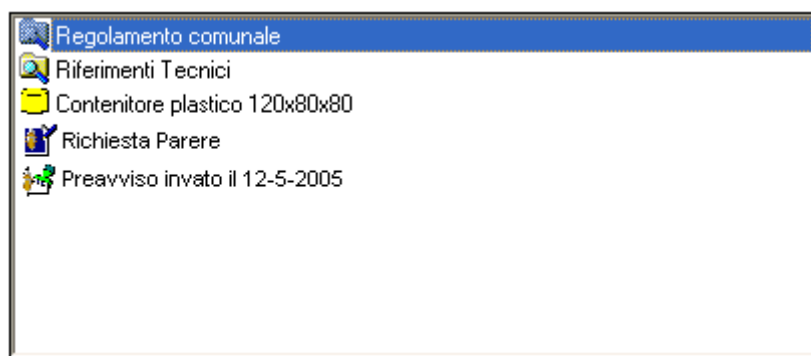 Regolamento comunale
Riferimenti Tecnici
Contenitore plastico 120x80x80
Richiesta Parere
Preavviso invato il 12-5-2005